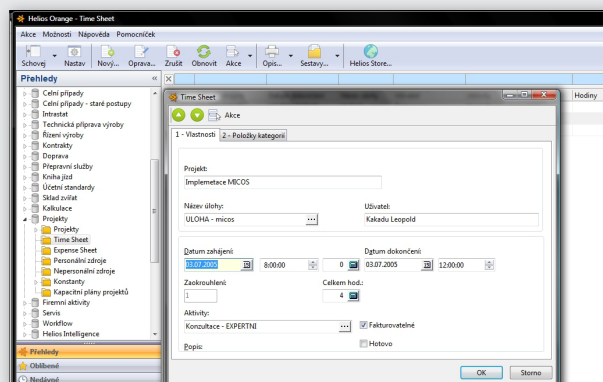 Helios Orange - Time Sheet
Akce Možnosti Nápověda Pomocníček
Schovej Nastav Nový... Oprava... Zrušit Obnovit Akce Opis... Sestavy... Helios Store...
Přehledy
Celní případy
Celní případy - staré postupy
Intrastat
Technická příprava výroby
Řízení výroby
Kontrakty
Doprava
Přepravní služby
Kniha jízd
Účetní standardy
Sklad zvířat
Kalkulace
Projekty
Projekty
Time Sheet
Expense Sheet
Personální zdroje
Nepersonální zdroje
Konstanty
Kapacitní plány projektů
Firemní aktivity
Servis
Workflow
Helios Intelligence
Přehledy
Oblíbené
Nedávné
Hodiny
Time Sheet
Akce
1 - Vlastnosti 2 - Položky kategorii
Projekt:
Implemetace MICOS
Název úlohy: Uživatel:
ULOHA - micos ... Kakadu Leopold
Datum zahájení: Datum dokončení:
03.07.2005 8:00:00 0 03.07.2005 12:00:00
Zaokrouhlení: Celkem hod.:
1 4
Aktivity:
Konzultace - EXPERTNI ... Fakturovatelné
Popis: Hotovo
OK Storno